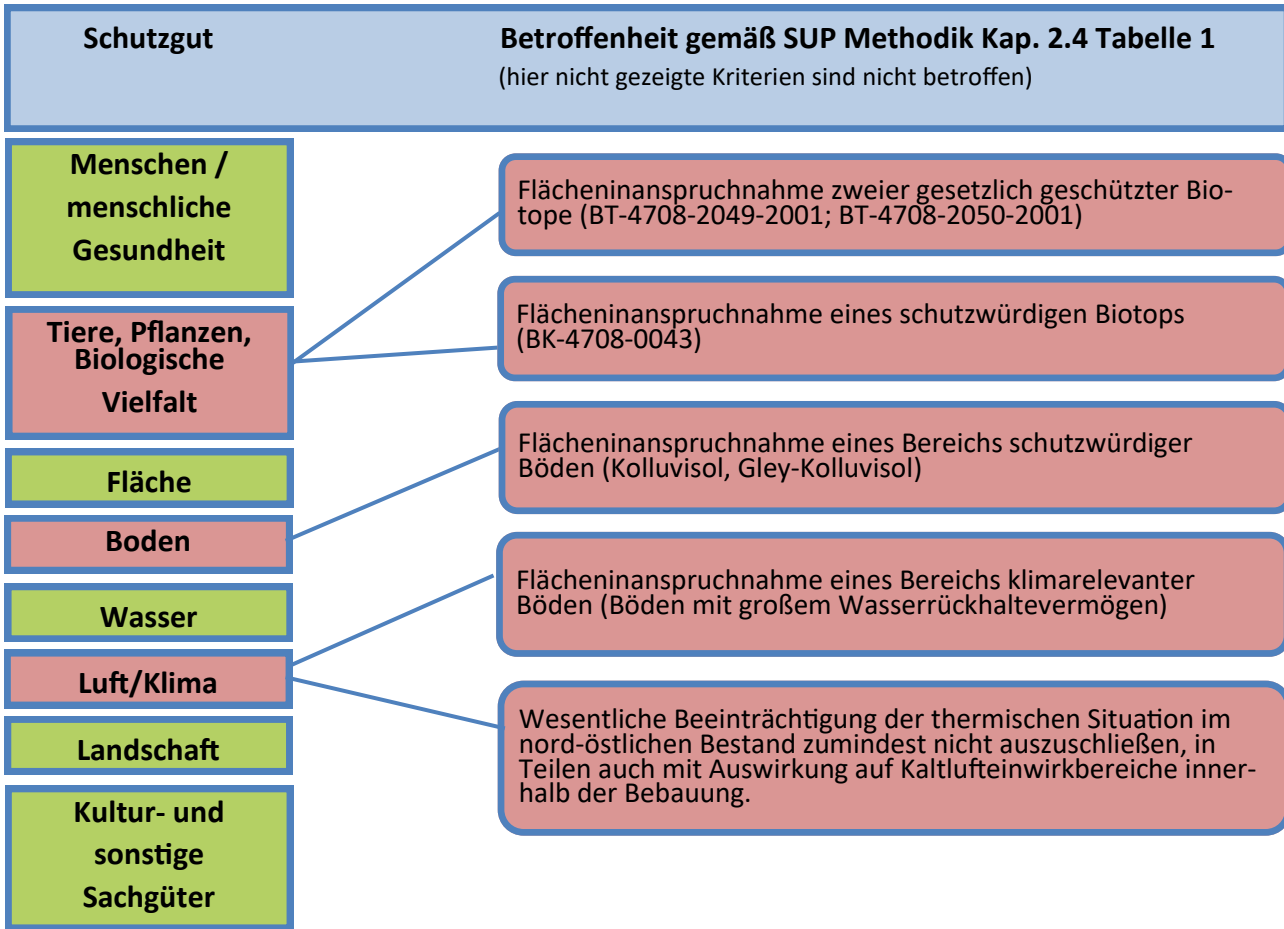 Schutzgut
Betroffenheit gemäß SUP Methodik Kap. 2.4 Tabelle 1
(hier nicht gezeigte Kriterien sind nicht betroffen)
Menschen /
menschliche
Gesundheit
Tiere, Pflanzen,
Biologische
Vielfalt
Fläche
Boden
Wasser
Luft/Klima
Landschaft
Kultur- und
sonstige
Sachgüter
Flächeninanspruchnahme zweier gesetzlich geschützter Bio-
tope (BT-4708-2049-2001; BT-4708-2050-2001)
Flächeninanspruchnahme eines schutzwürdigen Biotops
(BK-4708-0043)
Flächeninanspruchnahme eines Bereichs schutzwürdiger
Böden (Kolluvisol, Gley-Kolluvisol)
Flächeninanspruchnahme eines Bereichs klimarelevanter
Böden (Böden mit großem Wasserrückhaltevermögen)
Wesentliche Beeinträchtigung der thermischen Situation im
nord-östlichen Bestand zumindest nicht auszuschließen, in
Teilen auch mit Auswirkung auf Kaltlufteinwirkbereiche inner-
halb der Bebauung.